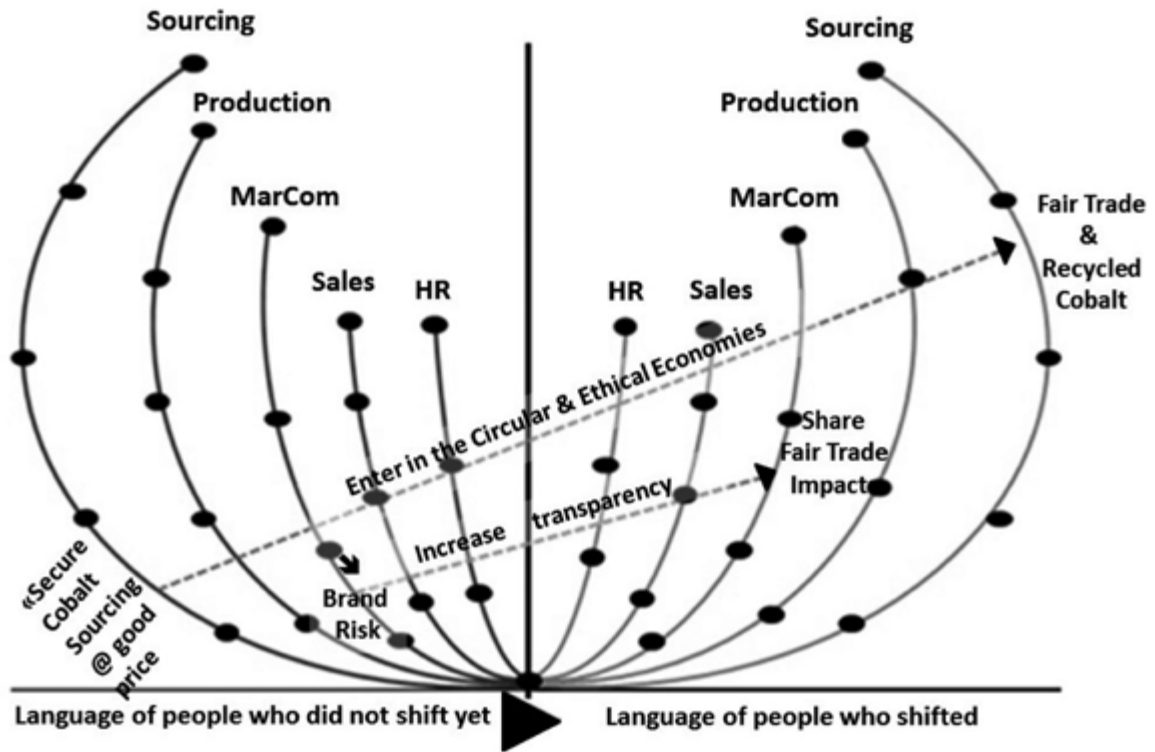 Sourcing
Production
MarCom
Sales
HR
Sourcing
Production
MarCom
HR
Sales
Fair Trade
&
Recycled
Cobalt
Enter in the Circular & Ethical Economies
Share
Fair Trade
Impact
Increase transparency
«Secure
Cobalt
Sourcing
@ good
price
Brand
Risk
Language of people who did not shift yet
Language of people who shifted